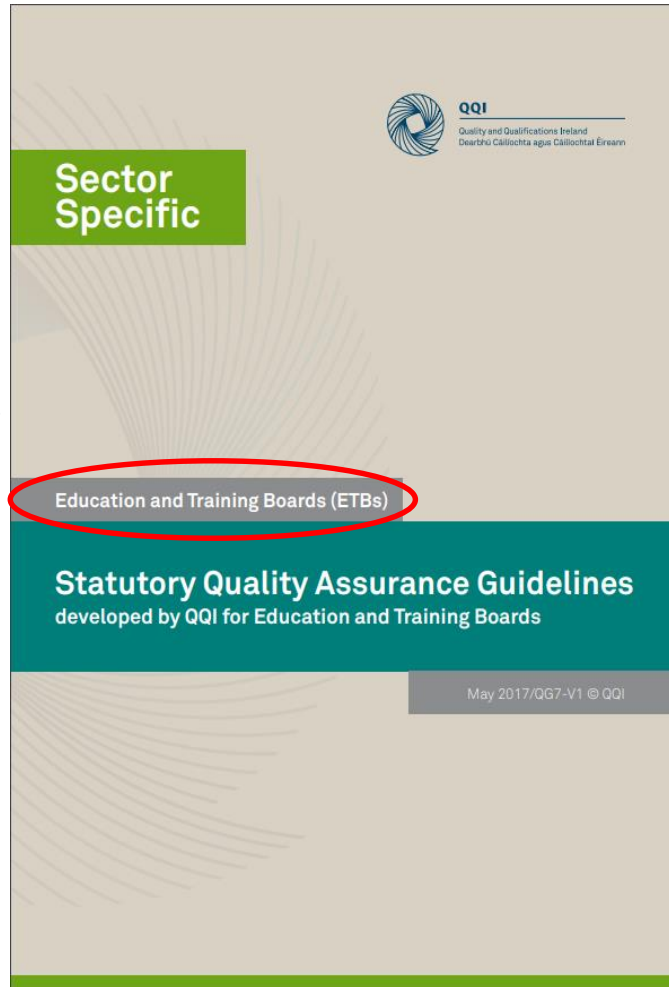 QQI
Quality and Qualifications Ireland
Dearbhú Cáilíochta agus Cáilíochtaí Éireann
Sector
Specific
Education and Training Boards (ETBs)
Statutory Quality Assurance Guidelines
developed by QQI for Education and Training Boards
May 2017/QG7-V1 © QQI